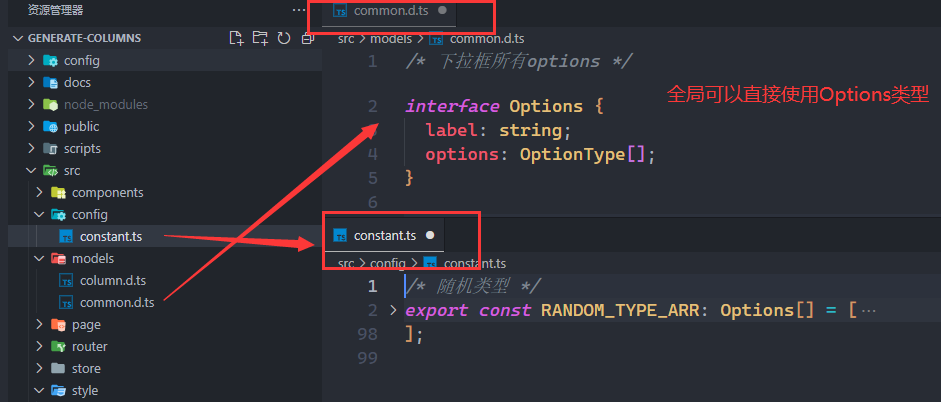 资源管理器
GENERATE-COLUMNS
config
docs
node_modules
public
scripts
src
components
config
TS constant.ts
models
TS column.d.ts
TS common.d.ts
page
router
store
style
TS common.d.ts
src > models > TS common.d.ts
1 /* 下拉框所有options */
2 interface Options {
label: string;
4 options: OptionType[];
5 }
6
全局可以直接使用Options类型
TS constant.ts
src > config > TS constant.ts
1 /* 随机类型 */
2 > export const RANDOM_TYPE_ARR: Options[] = […
98 ];
99